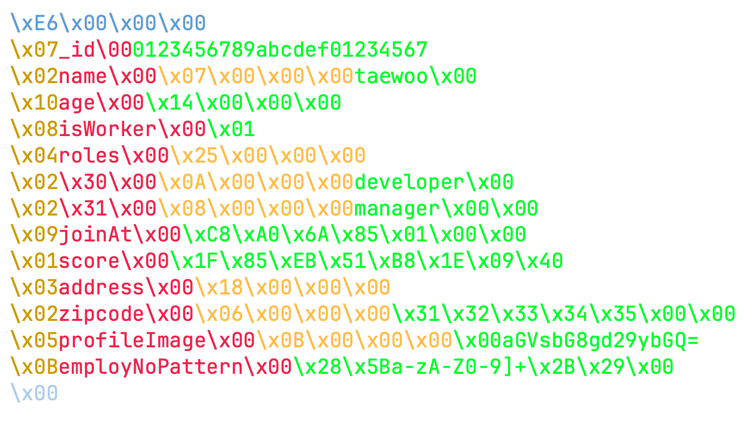 \xE6\x00\x00\x00
\x07_id\000123456789abcdef01234567
\x02name\x00\x07\x00\x00\x00taewoo\x00
\x10age\x00\x14\x00\x00\x00
\x08isWorker\x00\x01
\x04roles\x00\x25\x00\x00\x00
\x02\x30\x00\x0A\x00\x00\x00developer\x00
\x02\x31\x00\x08\x00\x00\x00manager\x00\x00
\x09joinAt\x00\xC8\xA0\x6A\x85\x01\x00\x00
\x01score\x00\x1F\x85\xEB\x51\xB8\x1E\x09\x40
\x03address\x00\x18\x00\x00\x00
\x02zipcode\x00\x06\x00\x00\x00\x31\x32\x33\x34\x35\x00\x00
\x05profileImage\x00\x0B\x00\x00\x00\x00aGVsbG8gd29ybGQ=
\x0BemployNoPattern\x00\x28\x5Ba-zA-Z0-9]+\x2B\x29\x00
\x00